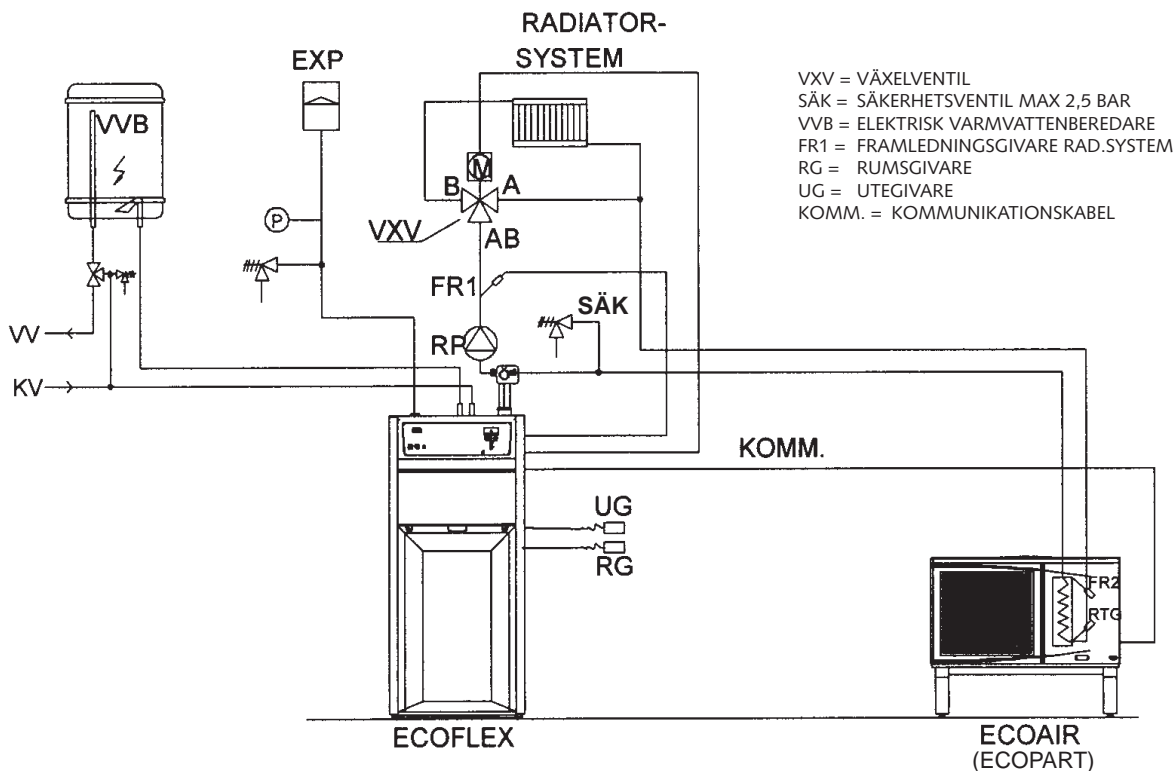 RADIATOR-
SYSTEM
EXP
VXV = VÄXELVENTIL
SÄK = SÄKERHETSVENTIL MAX 2,5 BAR
VVB = ELEKTRISK VARMVATTENBEREDARE
FR1 = FRAMLEDNINGSGIVARE RAD.SYSTEM
RG = RUMSGIVARE
UG = UTEGIVARE
KOMM. = KOMMUNIKATIONSKABEL
VVB
M
B A
P
VXV
AB
FR1
SÄK
VV
RP
KV
KOMM.
UG
RG
FR2
RTG
ECOFLEX
ECOAIR
(ECOPART)